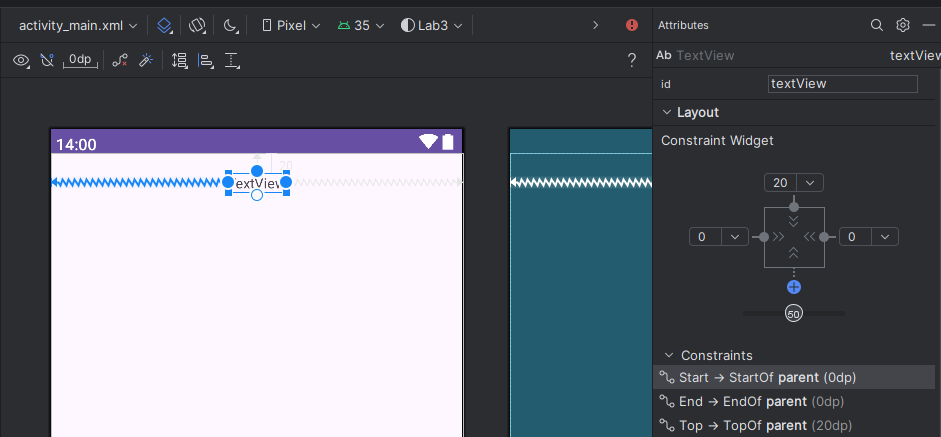 activity_main.xml Pixel 35 Lab3 Attributes
0dp ? Ab TextView textView
id textView
Layout
14:00
Constraint Widget
20
TextView
20
0 0
50
Constraints
Start → StartOf parent (0dp)
End → EndOf parent (0dp)
Top → TopOf parent (20dp)